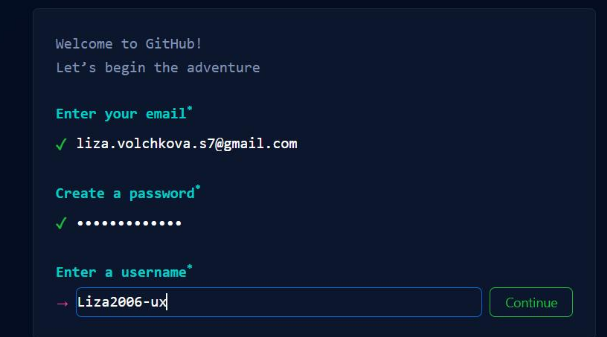 Welcome to GitHub!
Let’s begin the adventure
Enter your email*
✓ liza.volchkova.s7@gmail.com
Create a password*
✓ •••••••••••••
Enter a username*
→ Liza2006-ux Continue